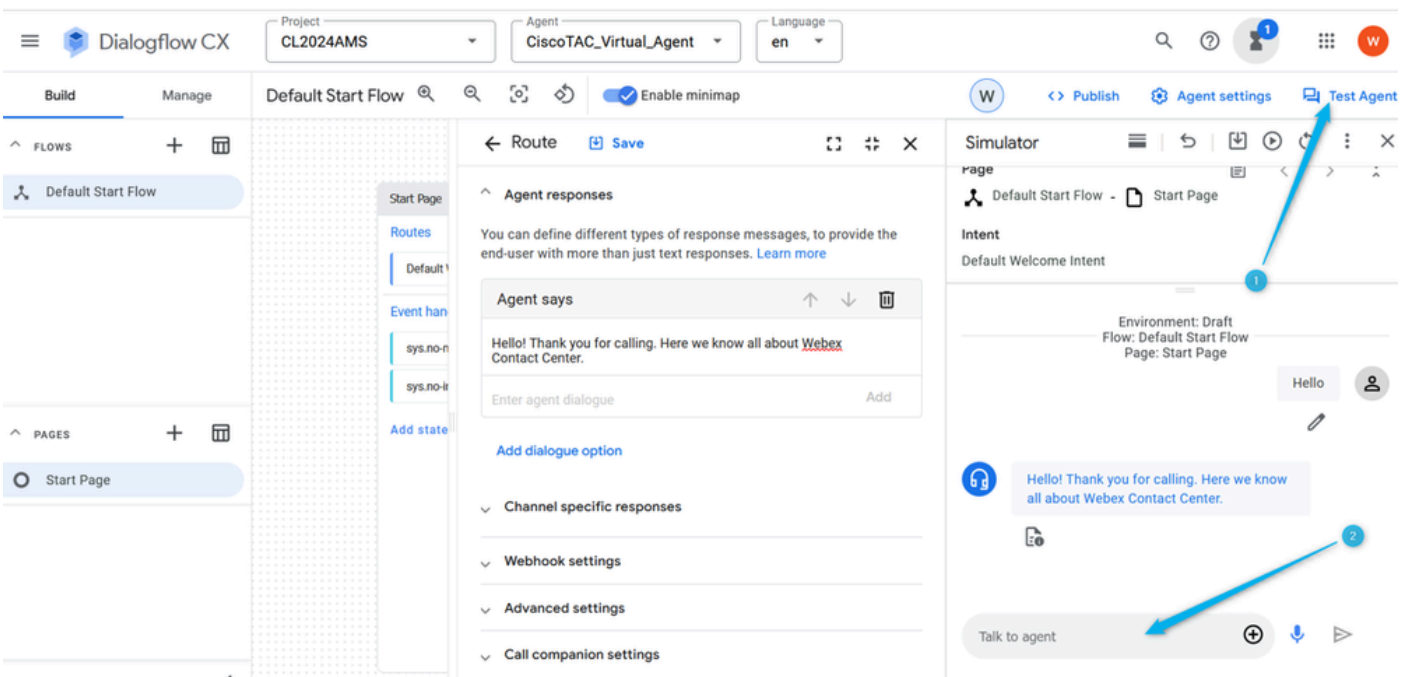 Project
Agent
Language
Dialogflow CX
CL2024AMS
CiscoTAC_Virtual_Agent
en
1
W
Build
Manage
Default Start Flow
Enable minimap
W
Publish
Agent settings
Test Agent
FLOWS
Default Start Flow
PAGES
Start Page
Start Page
Routes
Default
Event han
sys.no-n
sys.no-in
Add state
Route
Save
Agent responses
You can define different types of response messages, to provide the
end-user with more than just text responses. Learn more
Agent says
Hello! Thank you for calling. Here we know all about Webex
Contact Center.
Enter agent dialogue
Add
Add dialogue option
Channel specific responses
Webhook settings
Advanced settings
Call companion settings
Simulator
Page
Default Start Flow - Start Page
Intent
Default Welcome Intent
1
Environment: Draft
Flow: Default Start Flow
Page: Start Page
Hello
Hello! Thank you for calling. Here we know
all about Webex Contact Center.
2
Talk to agent